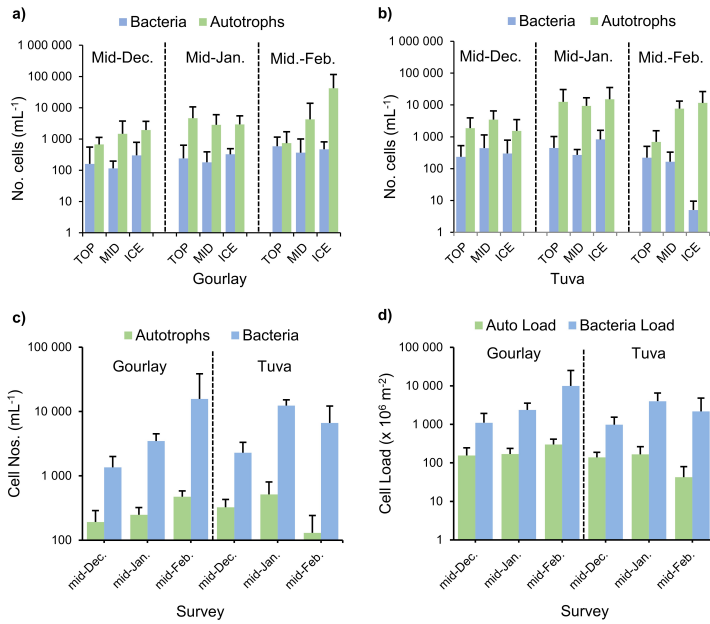 a)
Bacteria Autotrophs
1 000 000
100 000
10 000
1 000
100
10
1
No. cells (mL⁻¹)
Mid-Dec. Mid-Jan. Mid.-Feb.
TOP MID ICE TOP MID ICE TOP MID ICE
Gourlay
b)
Bacteria Autotrophs
1 000 000
100 000
10 000
1 000
100
10
1
No. cells (mL⁻¹)
Mid-Dec. Mid-Jan. Mid.-Feb.
TOP MID ICE TOP MID ICE TOP MID ICE
Tuva
c)
Autotrophs Bacteria
100 000
10 000
1 000
100
Cell Nos. (mL⁻¹)
Gourlay Tuva
mid-Dec. mid-Jan. mid-Feb. mid-Dec. mid-Jan. mid-Feb.
Survey
d)
Auto Load Bacteria Load
100 000
10 000
1 000
100
10
1
Cell Load (x 10⁶ m⁻²)
Gourlay Tuva
mid-Dec. mid-Jan. mid-Feb. mid-Dec. mid-Jan. mid-Feb.
Survey